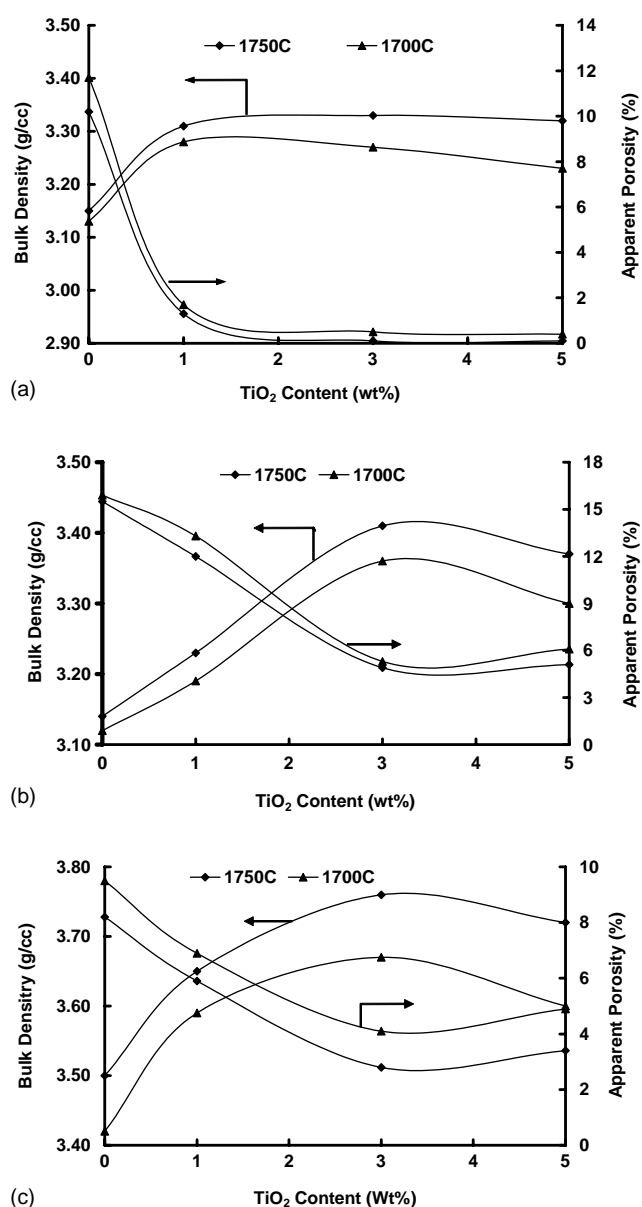 1750C 1700C
Bulk Density (g/cc)
3.50
3.40
3.30
3.20
3.10
3.00
2.90
Apparent Porosity (%)
14
12
10
8
6
4
2
0
0 1 2 3 4 5
TiO2 Content (wt%)
(a)
1750C 1700C
Bulk Density (g/cc)
3.50
3.40
3.30
3.20
3.10
Apparent Porosity (%)
18
15
12
9
6
3
0
0 1 2 3 4 5
TiO2 Content (wt%)
(b)
1750C 1700C
Bulk Densitry (g/cc)
3.80
3.70
3.60
3.50
3.40
Apparent Porosity (%)
10
8
6
4
2
0
0 1 2 3 4 5
TiO2 Content (Wt%)
(c)